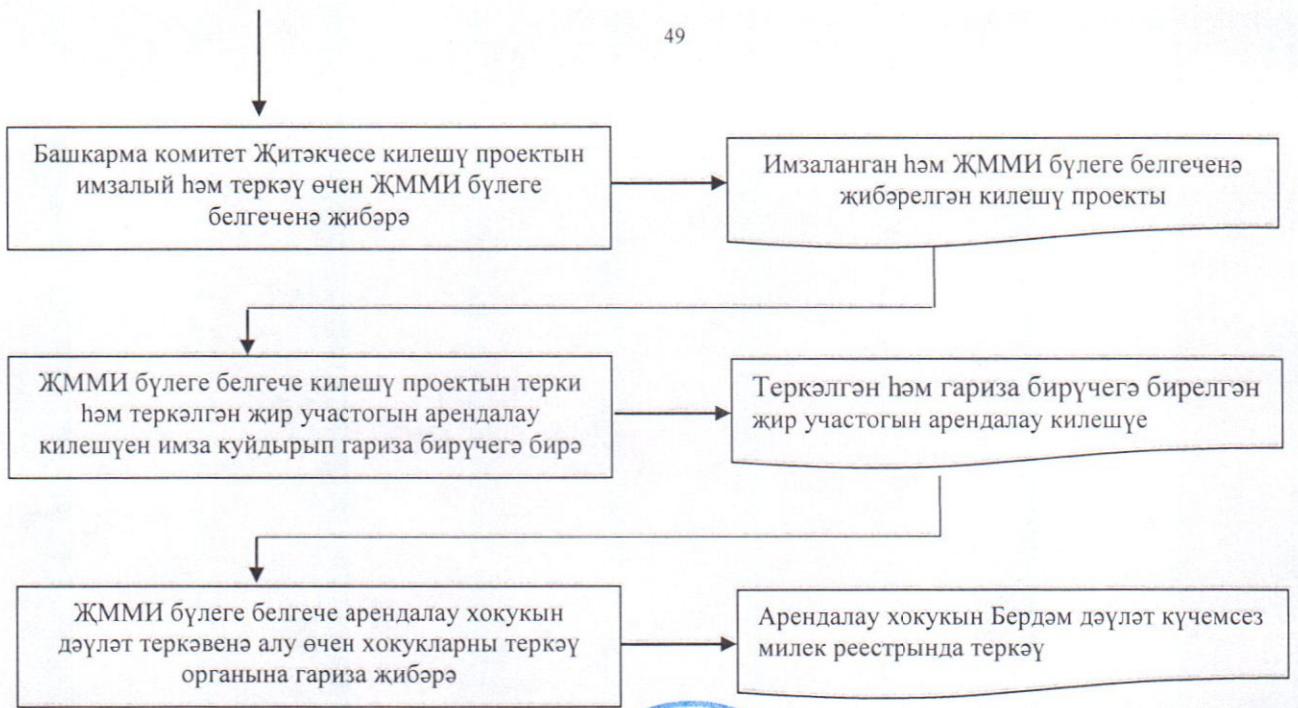 49
Башкарма комитет Җитәкчесе килешү проектын
имзалый һәм теркәү өчен ҖММИ бүлеге
белгеченә җибәрә
Имзаланган һәм ҖММИ бүлеге белгеченә
җибәрелгән килешү проекты
ҖММИ бүлеге белгече килешү проектын терки
һәм теркәлгән җир участогын арендалау
килешүен имза куйдырып гариза бирүчегә бирә
Теркәлгән һәм гариза бирүчегә бирелгән
җир участогын арендалау килешүе
ҖММИ бүлеге белгече арендалау хокукын
дәүләт теркәвенә алу өчен хокукларны теркәү
органына гариза җибәрә
Арендалау хокукын Бердәм дәүләт күчемсез
милек реестрында теркәү